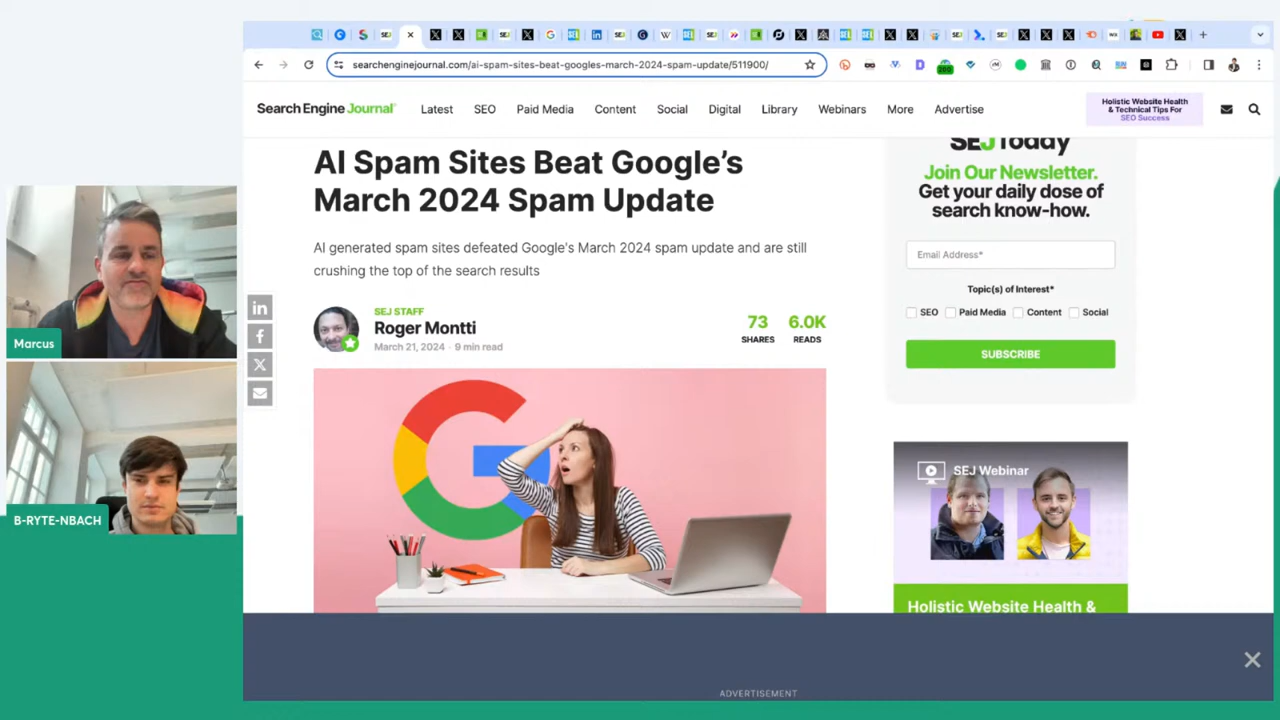 searchenginejournal.com/ai-spam-sites-beat-googles-march-2024-spam-update/511900/
Search Engine Journal
Latest
SEO
Paid Media
Content
Social
Digital
Library
Webinars
More
Advertise
Holistic Website Health
& Technical Tips For
SEO Success
AI Spam Sites Beat Google's
March 2024 Spam Update
AI generated spam sites defeated Google's March 2024 spam update and are still
crushing the top of the search results
SEJ STAFF
Roger Montti
March 21, 2024 · 9 min read
73
SHARES
6.0K
READS
SEJ Today
Join Our Newsletter.
Get your daily dose of
search know-how.
Email Address*
Topic(s) of Interest*
SEO
Paid Media
Content
Social
SUBSCRIBE
SEJ Webinar
Holistic Website Health &
ADVERTISEMENT
Marcus
B-RYTE-NBACH